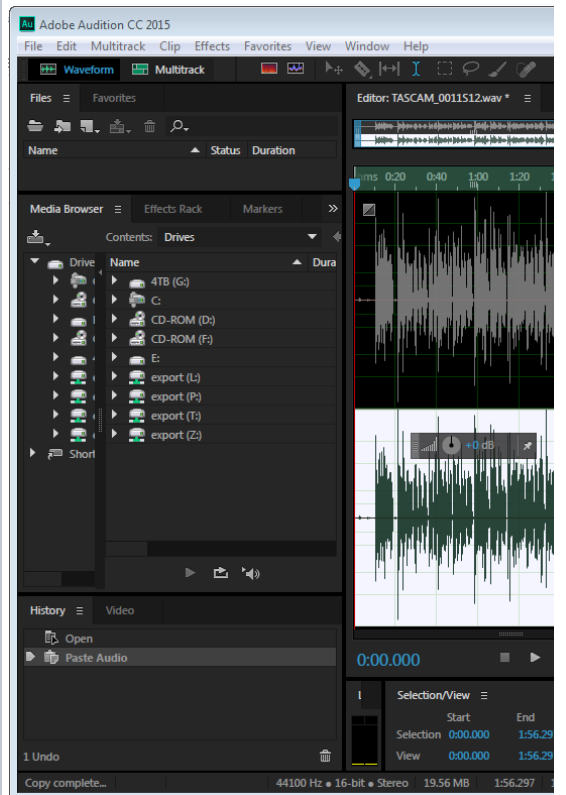 Au Adobe Audition CC 2015
File Edit Multitrack Clip Effects Favorites View Window Help
Waveform Multitrack
Files Favorites
Editor: TASCAM_0011S12.wav *
Name Status Duration
0:20 0:40 1:00 1:20
Media Browser Effects Rack Markers »
Contents: Drives
Drive
Name Dura
4TB (G:)
C:
CD-ROM (D:)
CD-ROM (F:)
E:
export (L:)
export (P:)
export (T:)
export (Z:)
Short
+0 dB
History Video
Open
Paste Audio
0:00.000
Selection/View
Start End
Selection 0:00.000 1:56.29
View 0:00.000 1:56.29
1 Undo
Copy complete... 44100 Hz ● 16-bit ● Stereo 19.56 MB 1:56.297